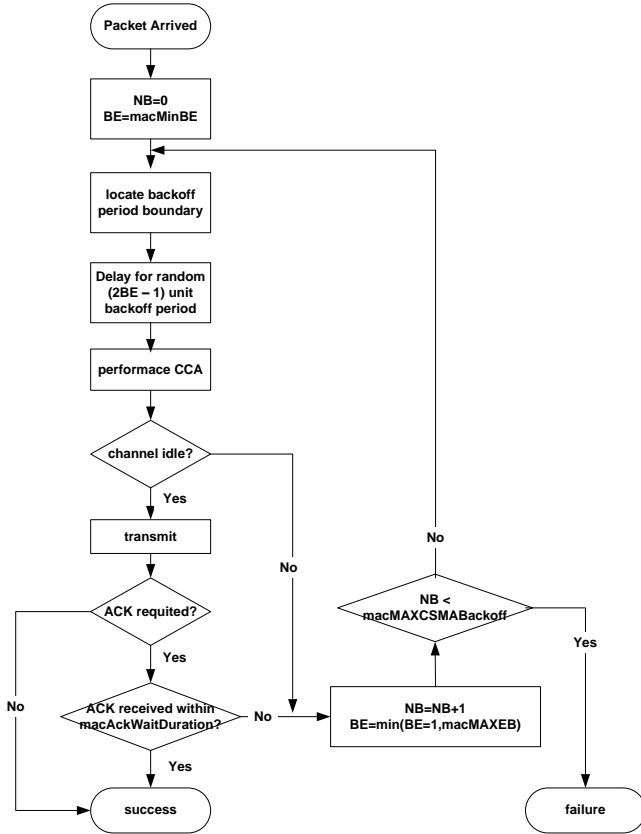 Packet Arrived
NB=0
BE=macMinBE
locate backoff
period boundary
Delay for random
(2BE – 1) unit
backoff period
performace CCA
channel idle?
Yes
No
transmit
ACK requited?
Yes
No
ACK received within
macAckWaitDuration?
No
Yes
success
NB=NB+1
BE=min(BE=1,macMAXEB)
NB <
macMAXCSMABackoff
No
Yes
failure